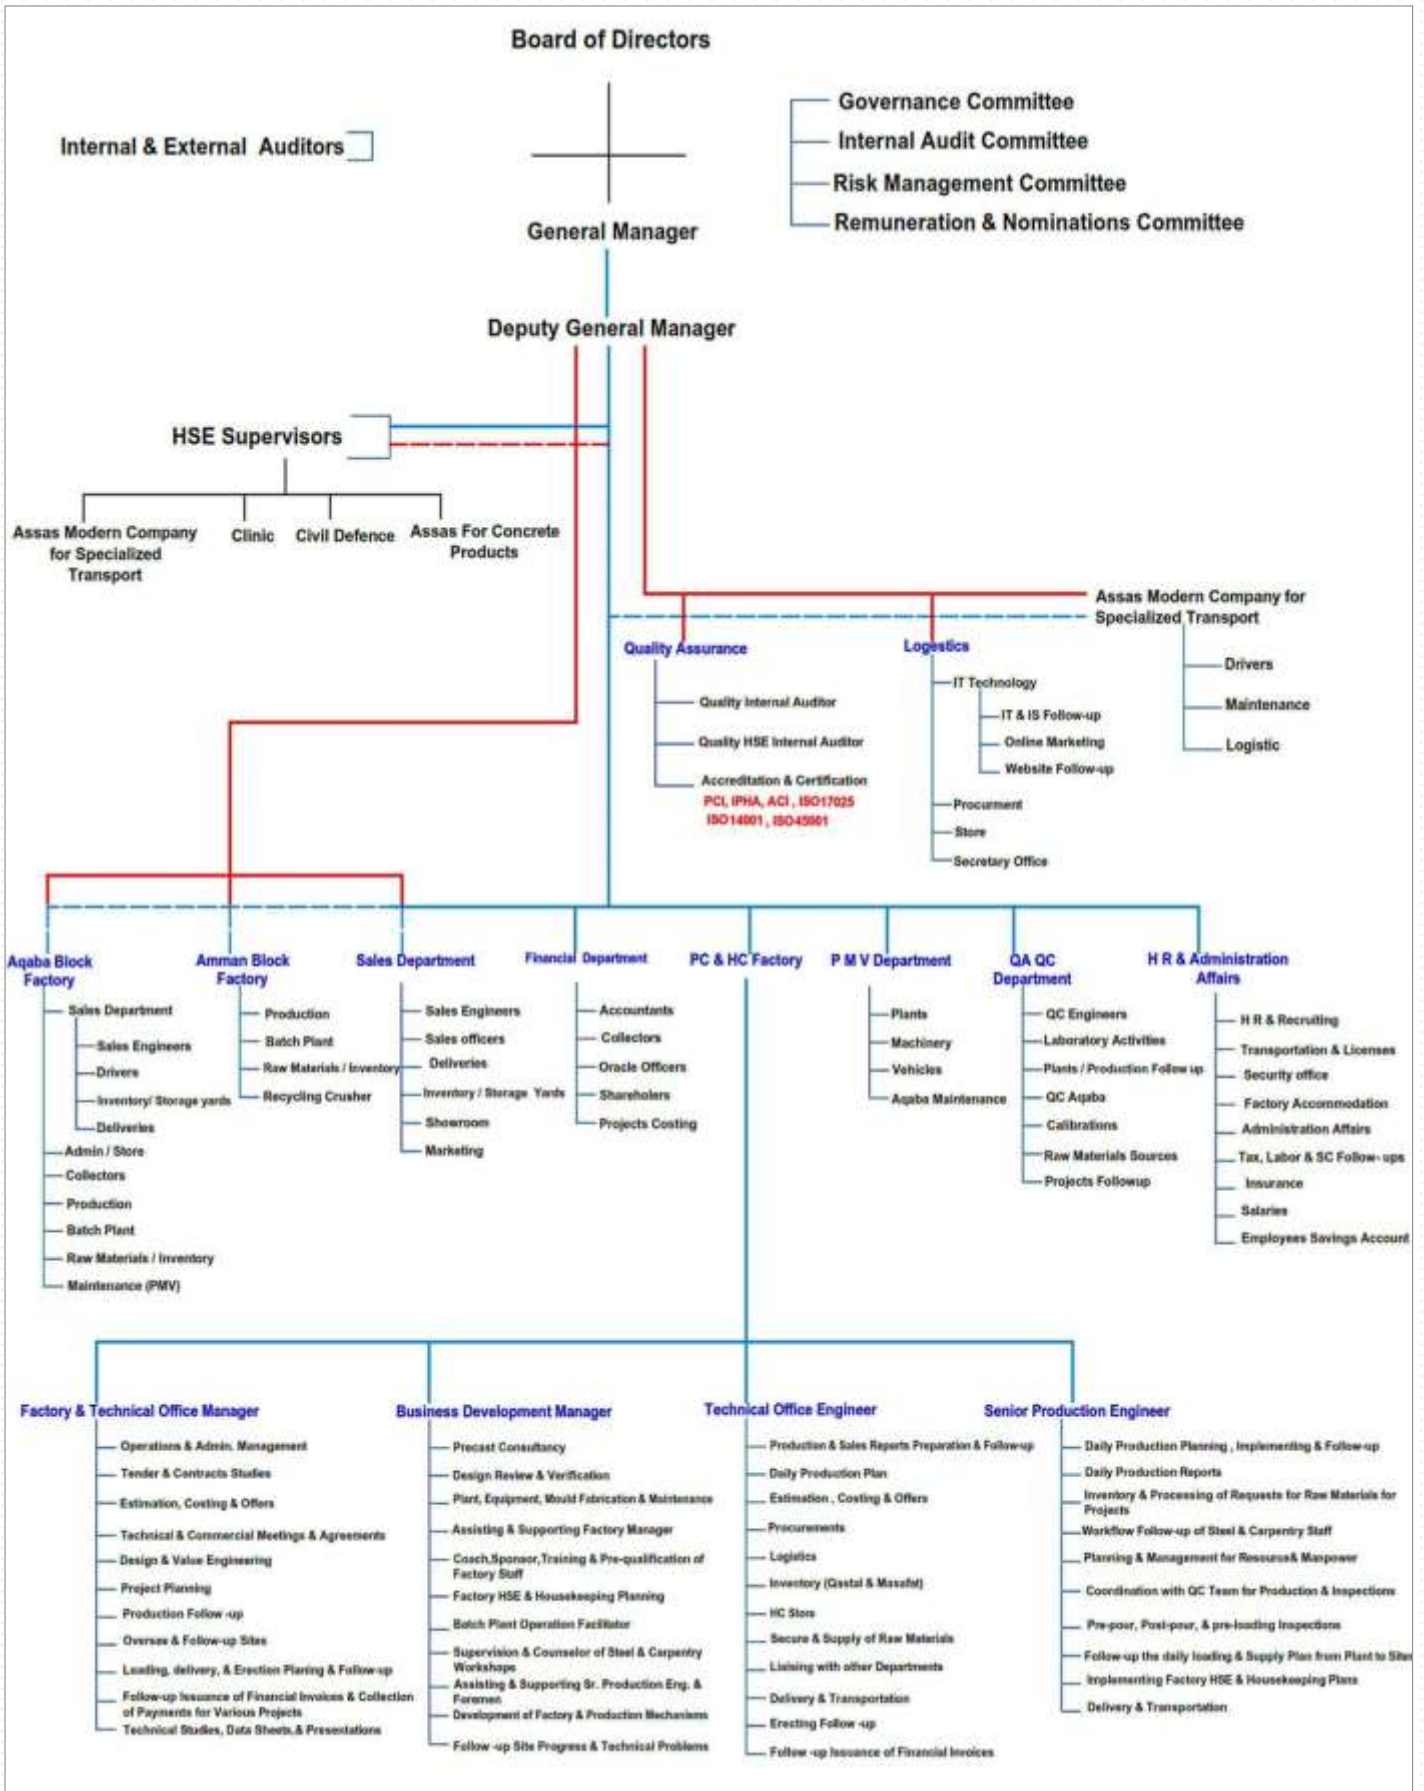 Board of Directors
Internal & External Auditors
Governance Committee
Internal Audit Committee
Risk Management Committee
Remuneration & Nominations Committee
General Manager
Deputy General Manager
HSE Supervisors
Assas Modern Company
for Specialized
Transport
Clinic
Civil Defence
Assas For Concrete
Products
Assas Modern Company for
Specialized Transport
Drivers
Maintenance
Logistic
Quality Assurance
Quality Internal Auditor
Quality HSE Internal Auditor
Accreditation & Certification
PCI, IPHA, ACI , ISO17025
ISO14001 , ISO45001
Logestics
IT Technology
IT & IS Follow-up
Online Marketing
Website Follow-up
Procurment
Store
Secretary Office
Aqaba Block
Factory
Sales Department
Sales Engineers
Drivers
Inventory/ Storage yards
Deliveries
Admin / Store
Collectors
Production
Batch Plant
Raw Materials / Inventory
Maintenance (PMV)
Amman Block
Factory
Production
Batch Plant
Raw Materials / Inventory
Recycling Crusher
Sales Department
Sales Engineers
Sales officers
Deliveries
Inventory / Storage Yards
Showroom
Marketing
Financial Department
Accountants
Collectors
Oracle Officers
Shareholers
Projects Costing
PC & HC Factory
P M V Department
Plants
Machinery
Vehicles
Aqaba Maintenance
QA QC
Department
QC Engineers
Laboratory Activities
Plants / Production Follow up
QC Aqaba
Calibrations
Raw Materials Sources
Projects Followup
H R & Administration
Affairs
H R & Recruiting
Transportation & Licenses
Security office
Factory Accommodation
Administration Affairs
Tax, Labor & SC Follow- ups
Insurance
Salaries
Employees Savings Account
Factory & Technical Office Manager
Operations & Admin. Management
Tender & Contracts Studies
Estimation, Costing & Offers
Technical & Commercial Meetings & Agreements
Design & Value Engineering
Project Planning
Production Follow -up
Oversee & Follow-up Sites
Loading, delivery, & Erection Planing & Follow-up
Follow-up Issuance of Financial Invoices & Collection
of Payments for Various Projects
Technical Studies, Data Sheets,& Presentations
Business Development Manager
Precast Consultancy
Design Review & Verification
Plant, Equipment, Mould Fabrication & Maintenance
Assisting & Supporting Factory Manager
Coach,Sponsor,Training & Pre-qualification of
Factory Staff
Factory HSE & Housekeeping Planning
Batch Plant Operation Facilitator
Supervision & Counselor of Steel & Carpentry
Workshops
Assisting & Supporting Sr. Production Eng. &
Foremen
Development of Factory & Production Mechanisms
Follow -up Site Progress & Technical Problems
Technical Office Engineer
Production & Sales Reports Preparation & Follow-up
Daily Production Plan
Estimation , Costing & Offers
Procurements
Logistics
Inventory (Qastal & Masafat)
HC Store
Secure & Supply of Raw Materials
Liaising with other Departments
Delivery & Transportation
Erecting Follow -up
Follow -up Issuance of Financial Invoices
Senior Production Engineer
Daily Production Planning , Implementing & Follow-up
Daily Production Reports
Inventory & Processing of Requests for Raw Materials for
Projects
Workflow Follow-up of Steel & Carpentry Staff
Planning & Management for Resource& Manpower
Coordination with QC Team for Production & Inspections
Pre-pour, Post-pour, & pre-loading Inspections
Follow-up the daily loading & Supply Plan from Plant to Sites
Implementing Factory HSE & Housekeeping Plans
Delivery & Transportation